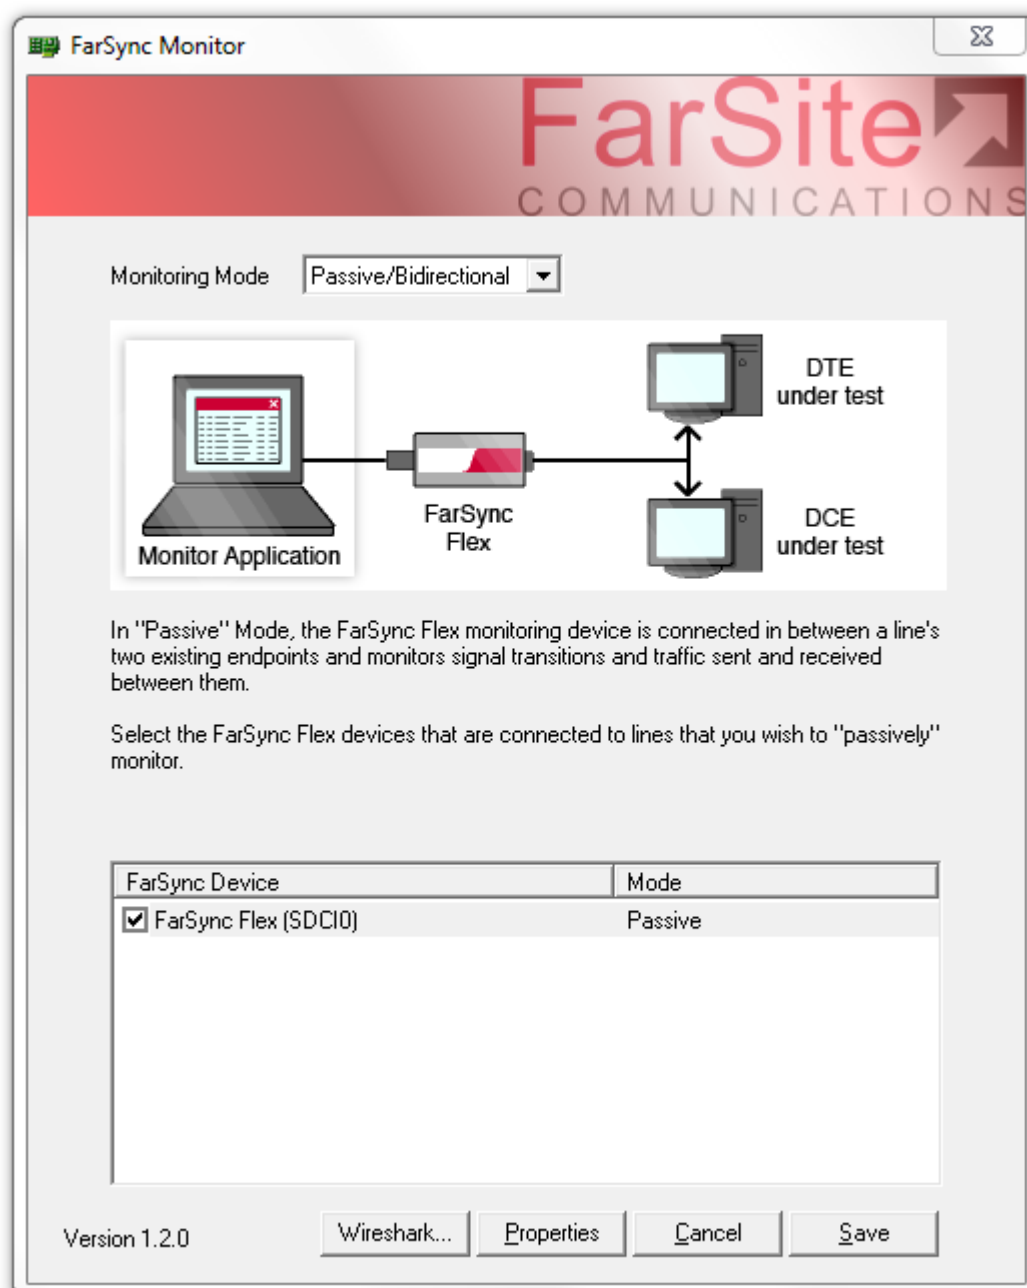 FarSync Monitor
FarSite
COMMUNICATIONS
Monitoring Mode
Passive/Bidirectional
DTE
under test
FarSync
Flex
DCE
under test
Monitor Application
In "Passive" Mode, the FarSync Flex monitoring device is connected in between a line's
two existing endpoints and monitors signal transitions and traffic sent and received
between them.
Select the FarSync Flex devices that are connected to lines that you wish to "passively"
monitor.
FarSync Device Mode
FarSync Flex (SDCI0) Passive
Version 1.2.0
Wireshark... Properties Cancel Save